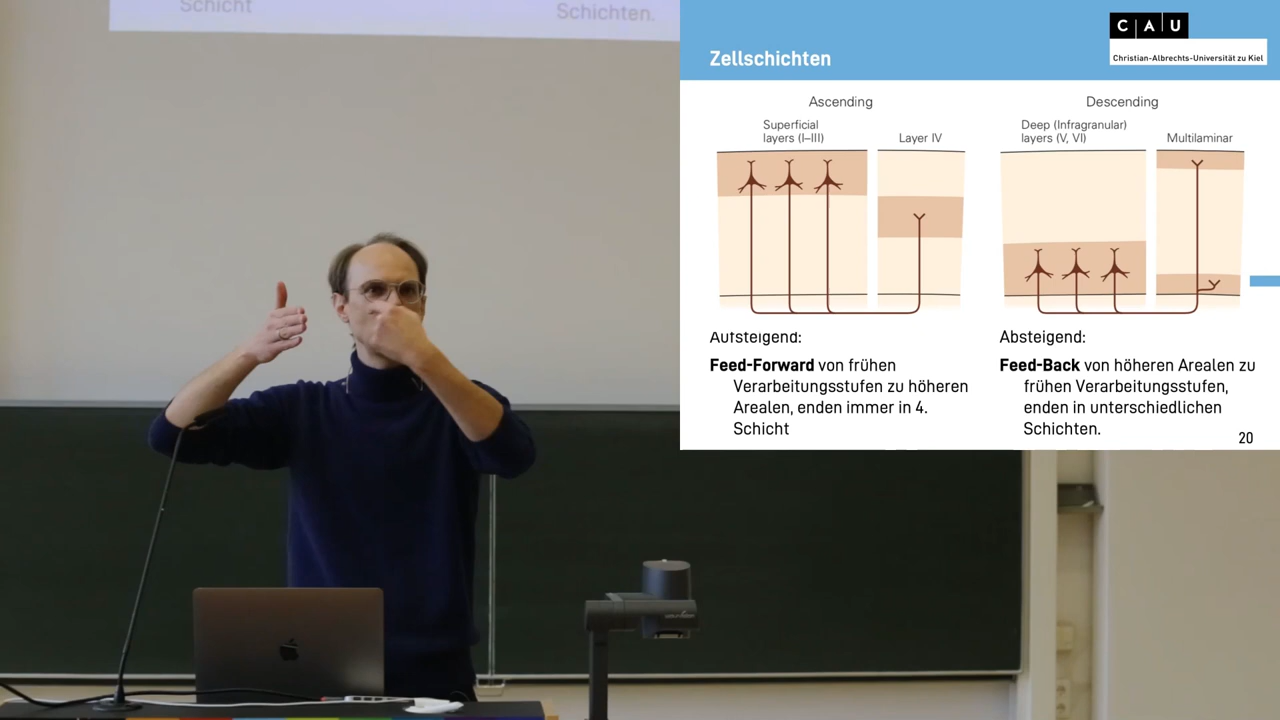 Schicht
Schichten.
C A U
Christian-Albrechts-Universität zu Kiel
Zellschichten
Ascending
Superficial
layers (I–III)
Layer IV
Descending
Deep (Infragranular)
layers (V, VI)
Multilaminar
Aufsteigend:
Feed-Forward von frühen
Verarbeitungsstufen zu höheren
Arealen, enden immer in 4.
Schicht
Absteigend:
Feed-Back von höheren Arealen zu
frühen Verarbeitungsstufen,
enden in unterschiedlichen
Schichten.
20